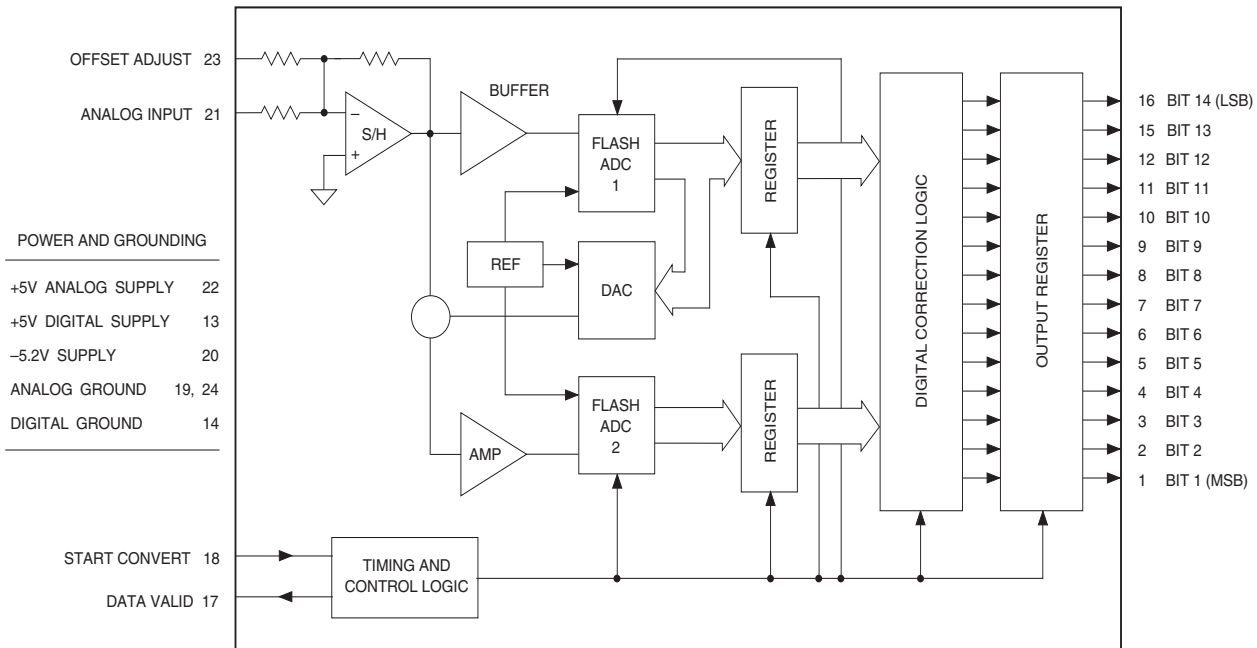 OFFSET ADJUST 23
ANALOG INPUT 21
POWER AND GROUNDING
+5V ANALOG SUPPLY 22
+5V DIGITAL SUPPLY 13
–5.2V SUPPLY 20
ANALOG GROUND 19, 24
DIGITAL GROUND 14
START CONVERT 18
DATA VALID 17
–
S/H
+
BUFFER
FLASH
ADC
1
REF
DAC
AMP
FLASH
ADC
2
TIMING AND
CONTROL LOGIC
REGISTER
REGISTER
DIGITAL CORRECTION LOGIC
OUTPUT REGISTER
16 BIT 14 (LSB)
15 BIT 13
12 BIT 12
11 BIT 11
10 BIT 10
9 BIT 9
8 BIT 8
7 BIT 7
6 BIT 6
5 BIT 5
4 BIT 4
3 BIT 3
2 BIT 2
1 BIT 1 (MSB)